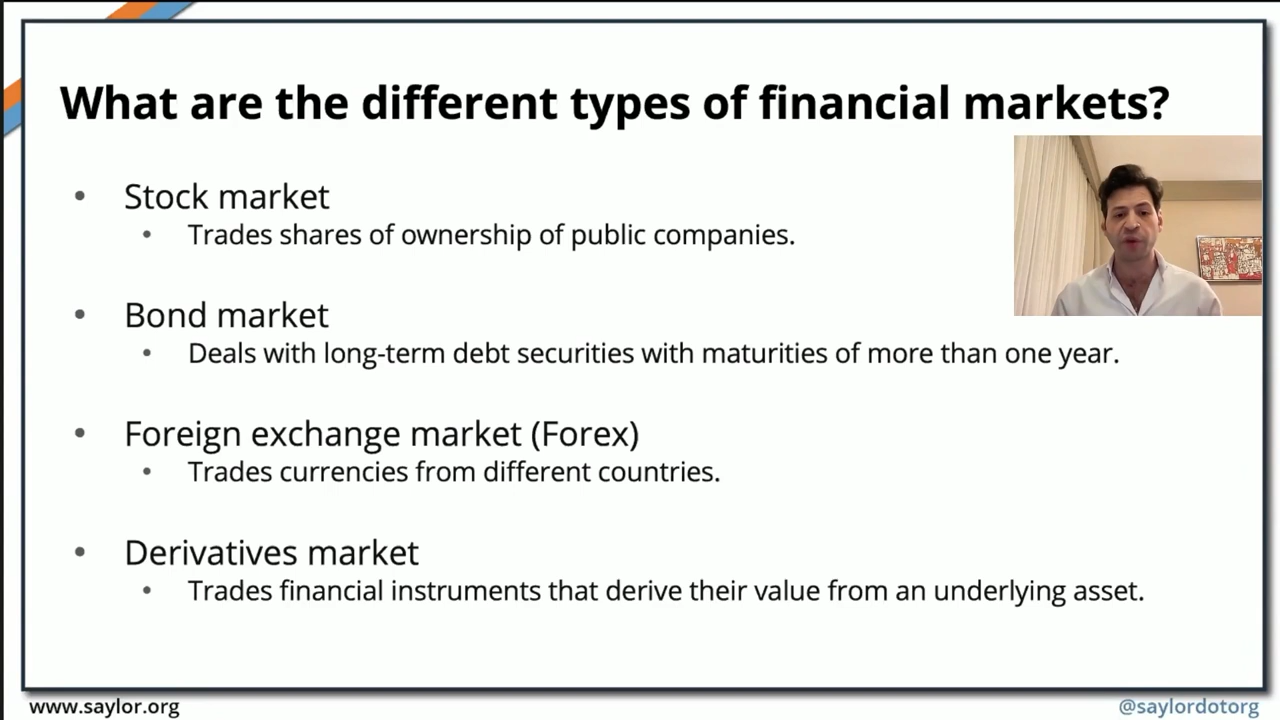 What are the different types of financial markets?
• Stock market
• Trades shares of ownership of public companies.
• Bond market
• Deals with long-term debt securities with maturities of more than one year.
• Foreign exchange market (Forex)
• Trades currencies from different countries.
• Derivatives market
• Trades financial instruments that derive their value from an underlying asset.
www.saylor.org
@saylordotorg